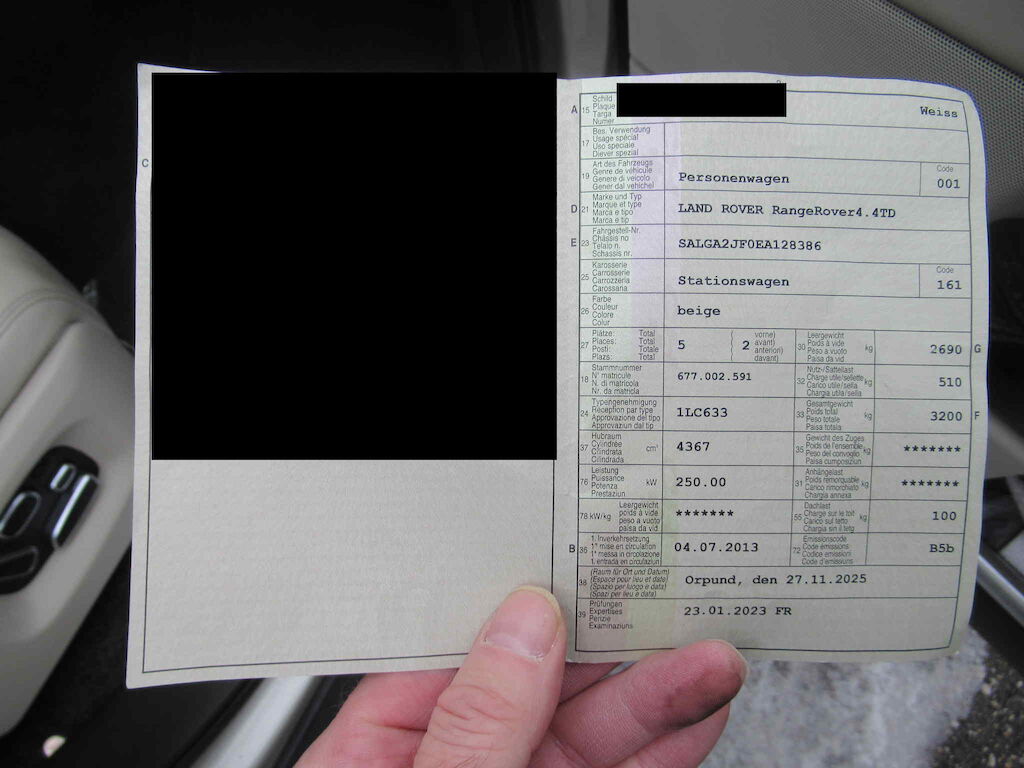 C
A 15 Schild
Plaque
Targa
Numer
Weiss
17 Bes. Verwendung
Usage spécial
Uso speciale
Diever spezial
19 Art des Fahrzeugs
Genre de véhicule
Genere di veicolo
Gener dal vehichel
Personenwagen
Code
001
D 21 Marke und Typ
Marque et type
Marca e tipo
Marca e tip
LAND ROVER RangeRover4.4TD
E 23 Fahrgestell-Nr.
Châssis no
Telaio n.
Schassis nr.
SALGA2JF0EA128386
25 Karosserie
Carrosserie
Carrozzeria
Carossaria
Stationswagen
Code
161
26 Farbe
Couleur
Colore
Colur
beige
27 Plätze: Total
Places: Total
Posti: Totale
Plazs: Total
5 ( 2 vorne)
avant)
anteriori)
davant)
30 Leergewicht
Poids à vide
Peso a vuoto
Paisa da vid
kg
2690 G
18 Stammnummer
N° matricule
N. di matricola
Nr. da matricla
677.002.591
32 Nutz-/Sattellast
Charge utile/sellette
Carico utile/sella
Chargia utila/sella
kg
510
24 Typengenehmigung
Réception par type
Approvazione del tipo
Approvaziun dal tip
1LC633
33 Gesamtgewicht
Poids total
Peso totale
Paisa totala
kg
3200 F
37 Hubraum
Cylindrée
Cilindrata
Cilindrada
cm³
4367
35 Gewicht des Zuges
Poids de l'ensemble
Peso del convoglio
Paisa cumposiziun
kg
*******
76 Leistung
Puissance
Potenza
Prestaziun
kW
250.00
31 Anhängelast
Poids remorquable
Carico rimorchiato
Chargia annexa
kg
*******
78 kW/kg Leergewicht
poids à vide
peso a vuoto
paisa da vid
*******
55 Dachlast
Charge sur le toit
Carico sul tetto
Chargia sin il tetg
kg
100
B 36 1. Inverkehrsetzung
1re mise en circulation
1a messa in circolazione
1. entrada en circulaziun
04.07.2013
72 Emissionscode
Code émissions
Codice emissioni
Code d'emissiuns
B5b
38 (Raum für Ort und Datum)
(Espace pour lieu et date)
(Spazio per luogo e data)
(Spazi per lieu e data)
Orpund, den 27.11.2025
39 Prüfungen
Expertises
Perizie
Examinaziuns
23.01.2023 FR